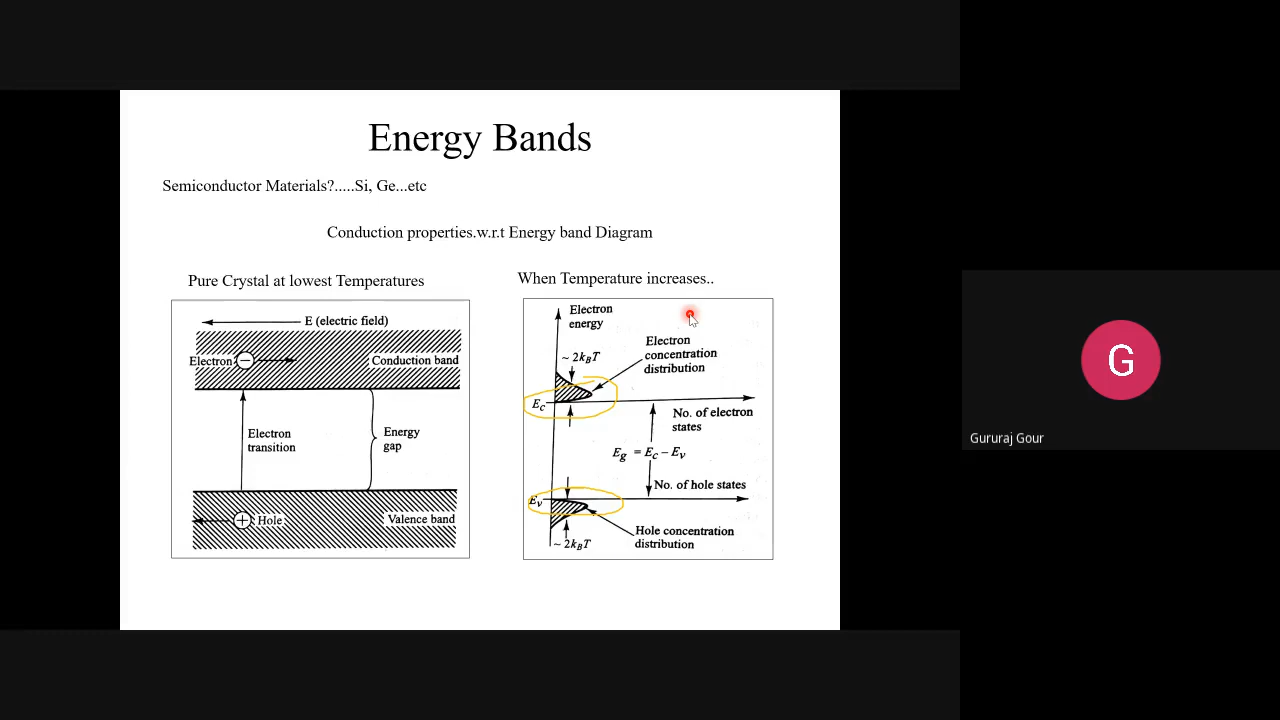 Energy Bands
Semiconductor Materials?.....Si, Ge...etc
Conduction properties.w.r.t Energy band Diagram
Pure Crystal at lowest Temperatures
E (electric field)
Electron
−
Conduction band
Electron
transition
Energy
gap
+
Hole
Valence band
When Temperature increases..
Electron
energy
Electron
concentration
distribution
~ 2kBT
Ec
No. of electron
states
Eg = Ec – Ev
No. of hole states
Ev
Hole concentration
distribution
~ 2kBT
G
Gururaj Gour